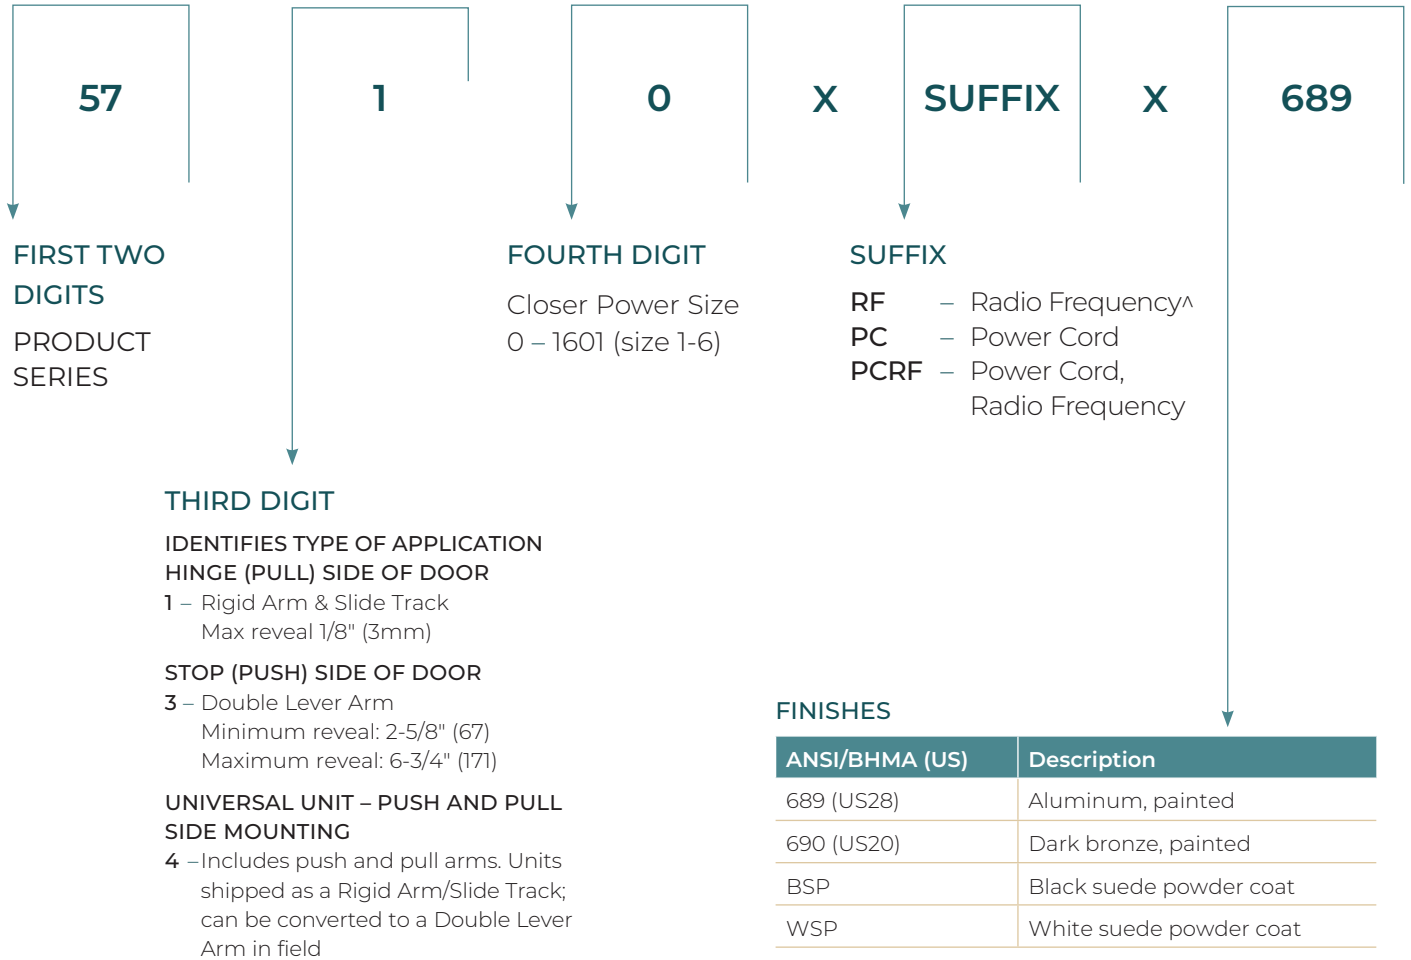 57 1 0 X SUFFIX X 689
FIRST TWO
DIGITS
PRODUCT
SERIES
FOURTH DIGIT
Closer Power Size
0 – 1601 (size 1-6)
SUFFIX
RF – Radio Frequency^
PC – Power Cord
PCRF – Power Cord,
Radio Frequency
THIRD DIGIT
IDENTIFIES TYPE OF APPLICATION
HINGE (PULL) SIDE OF DOOR
1 – Rigid Arm & Slide Track
Max reveal 1/8" (3mm)
STOP (PUSH) SIDE OF DOOR
3 – Double Lever Arm
Minimum reveal: 2-5/8" (67)
Maximum reveal: 6-3/4" (171)
UNIVERSAL UNIT – PUSH AND PULL
SIDE MOUNTING
4 – Includes push and pull arms. Units
shipped as a Rigid Arm/Slide Track;
can be converted to a Double Lever
Arm in field
FINISHES
ANSI/BHMA (US) Description
689 (US28) Aluminum, painted
690 (US20) Dark bronze, painted
BSP Black suede powder coat
WSP White suede powder coat